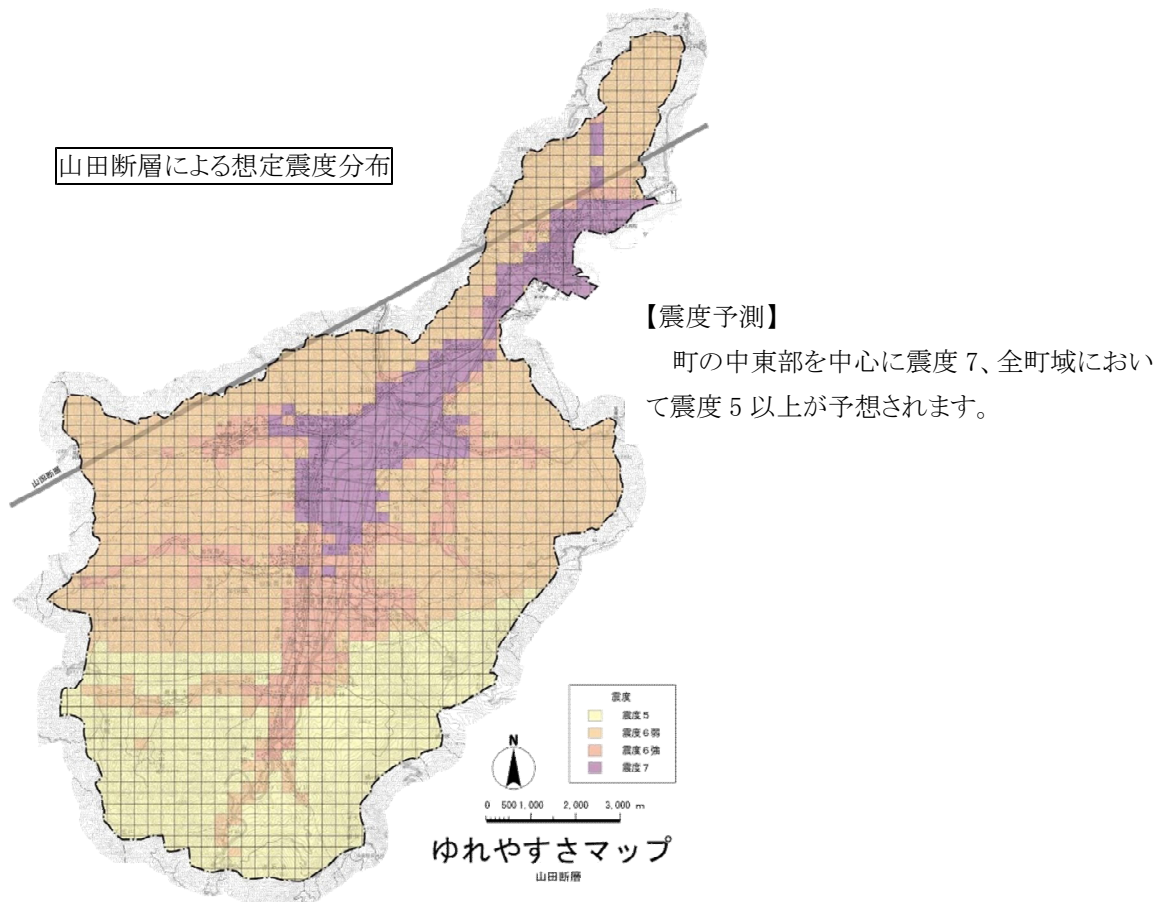 山田断層による想定震度分布
【震度予測】
町の中東部を中心に震度 7、全町域におい
て震度 5 以上が予想されます。
山田断層
震度
震度５
震度６弱
震度６強
震度７
N
0 500 1,000 2,000 3,000 m
ゆれやすさマップ
山田断層